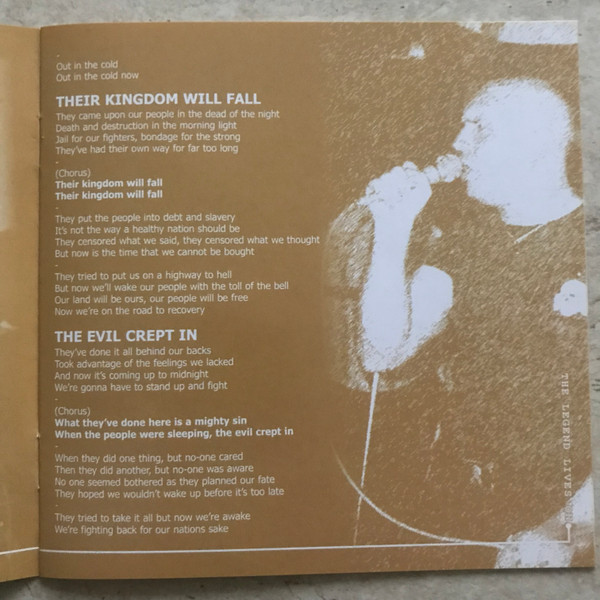 -
Out in the cold
Out in the cold now
THEIR KINGDOM WILL FALL
They came upon our people in the dead of the night
Death and destruction in the morning light
Jail for our fighters, bondage for the strong
They've had their own way for far too long
-
(Chorus)
Their kingdom will fall
Their kingdom will fall
-
They put the people into debt and slavery
It's not the way a healthy nation should be
They censored what we said, they censored what we thought
But now is the time that we cannot be bought
-
They tried to put us on a highway to hell
But now we'll wake our people with the toll of the bell
Our land will be ours, our people will be free
Now we're on the road to recovery
THE EVIL CREPT IN
They've done it all behind our backs
Took advantage of the feelings we lacked
And now it's coming up to midnight
We're gonna have to stand up and fight
-
(Chorus)
What they've done here is a mighty sin
When the people were sleeping, the evil crept in
-
When they did one thing, but no-one cared
Then they did another, but no-one was aware
No one seemed bothered as they planned our fate
They hoped we wouldn't wake up before it's too late
-
They tried to take it all but now we're awake
We're fighting back for our nations sake
THE LEGEND LIVES